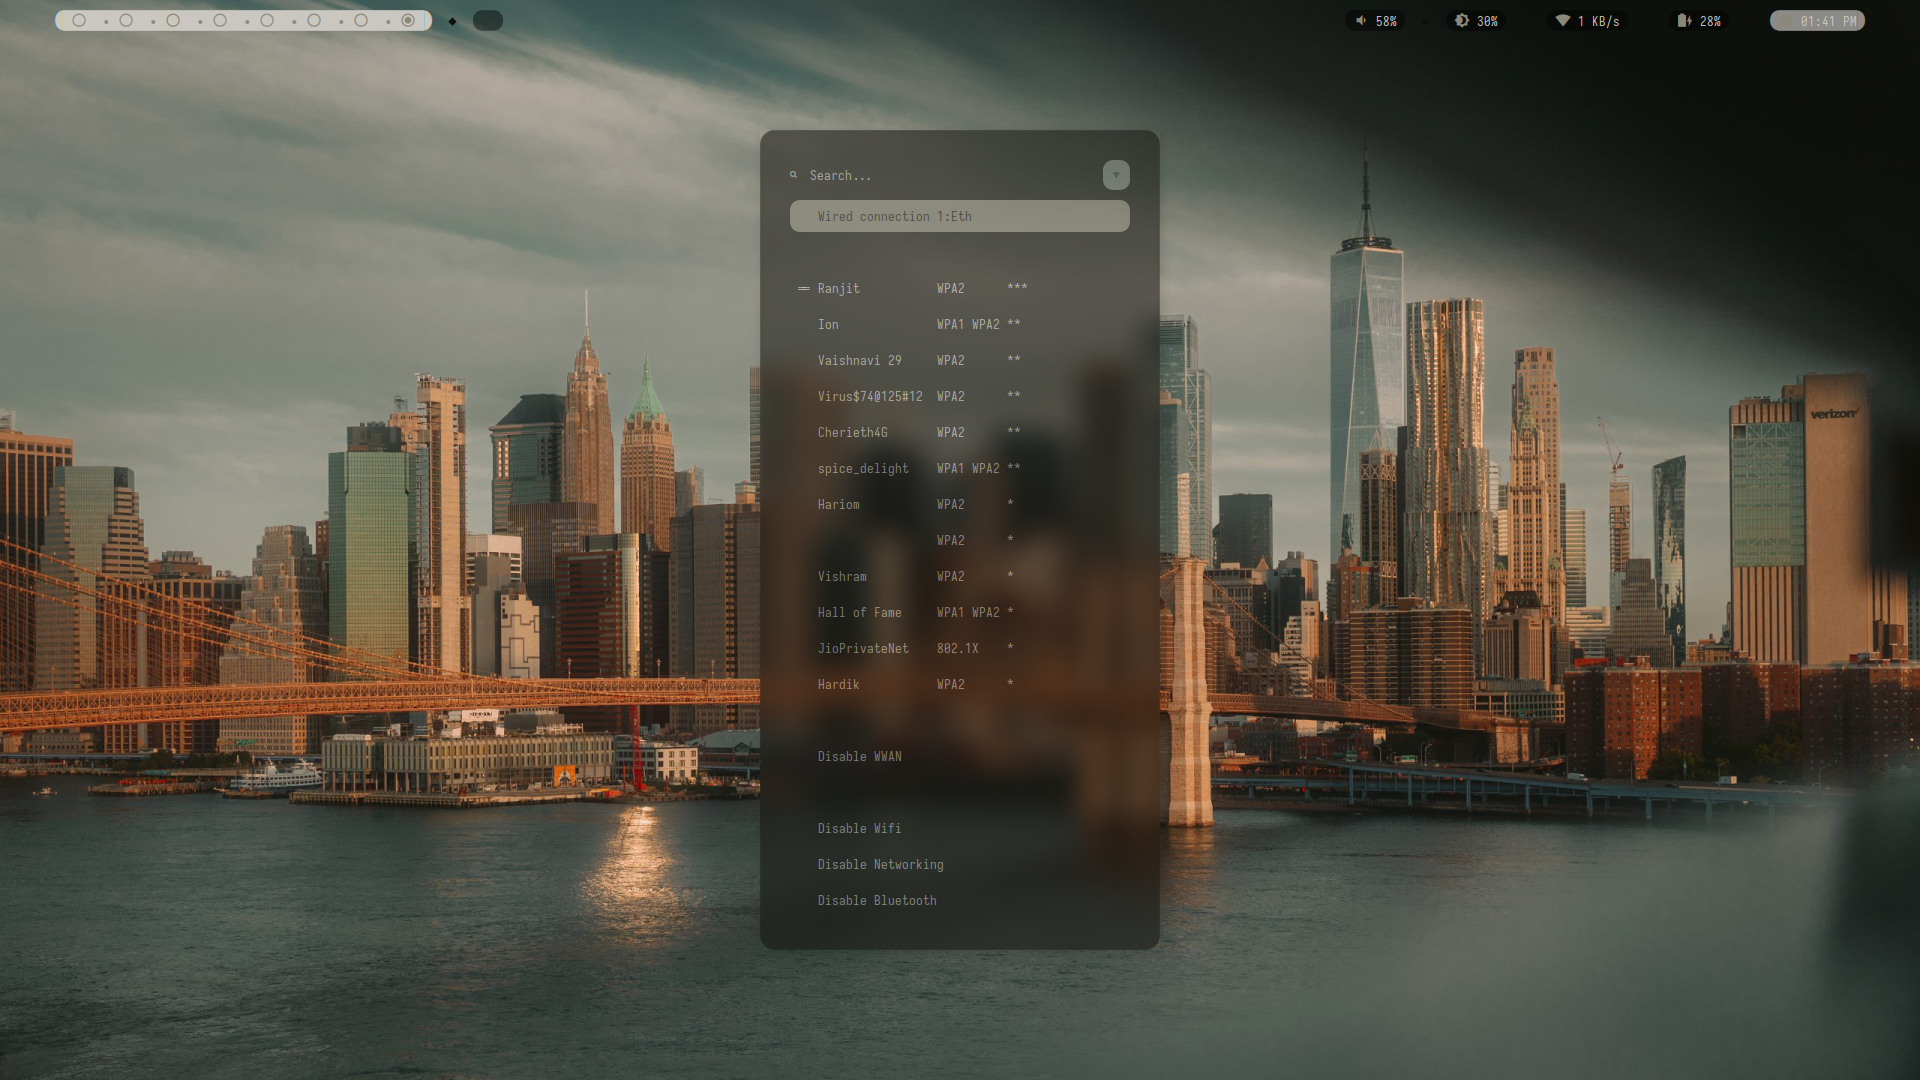 58%
30%
1 KB/s
28%
01:41 PM
Search...
Wired connection 1:Eth
Ranjit WPA2 ***
Ion WPA1 WPA2 **
Vaishnavi 29 WPA2 **
Virus$74@125#12 WPA2 **
Cherieth4G WPA2 **
spice_delight WPA1 WPA2 **
Hariom WPA2 *
WPA2 *
Vishram WPA2 *
Hall of Fame WPA1 WPA2 *
JioPrivateNet 802.1X *
Hardik WPA2 *
Disable WWAN
Disable Wifi
Disable Networking
Disable Bluetooth
verizon